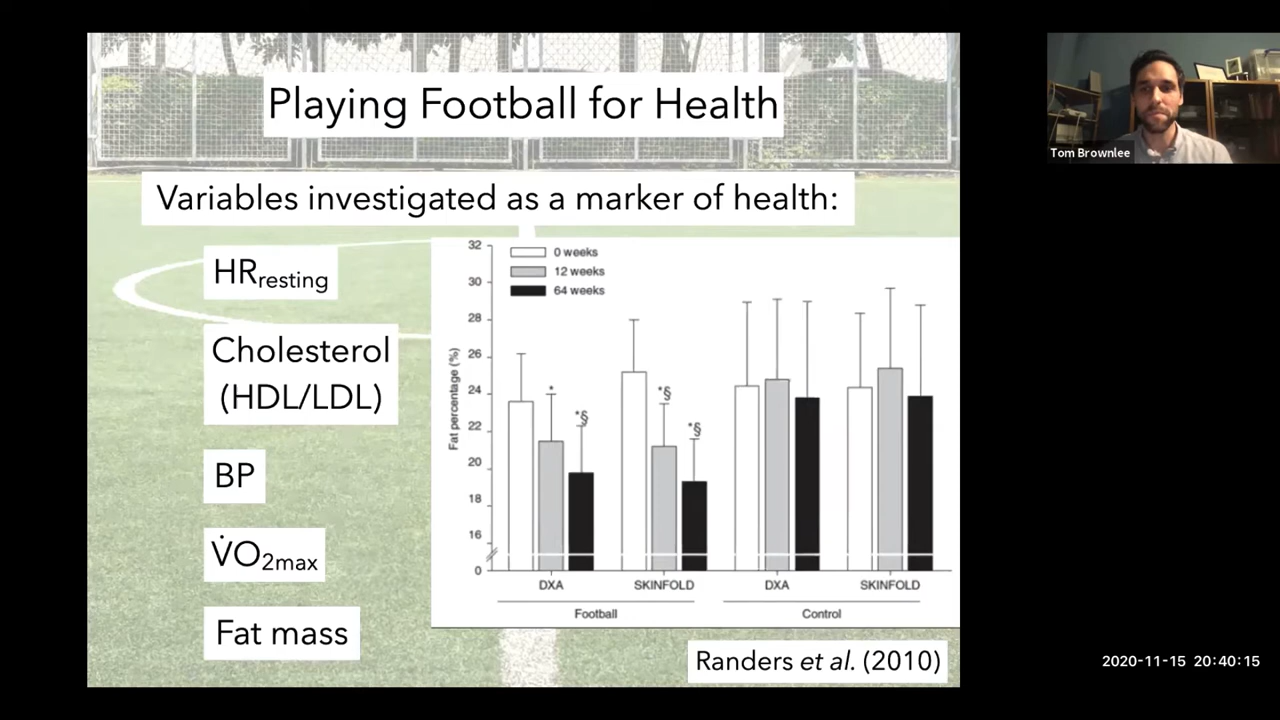 Playing Football for Health
Tom Brownlee
Variables investigated as a marker of health:
HRresting
Cholesterol
(HDL/LDL)
BP
V̇O2max
Fat mass
32
30
28
26
24
22
20
18
16
0
Fat percentage (%)
0 weeks
12 weeks
64 weeks
*
*§
*§
*§
DXA
SKINFOLD
DXA
SKINFOLD
Football
Control
Randers et al. (2010)
2020-11-15 20:40:15